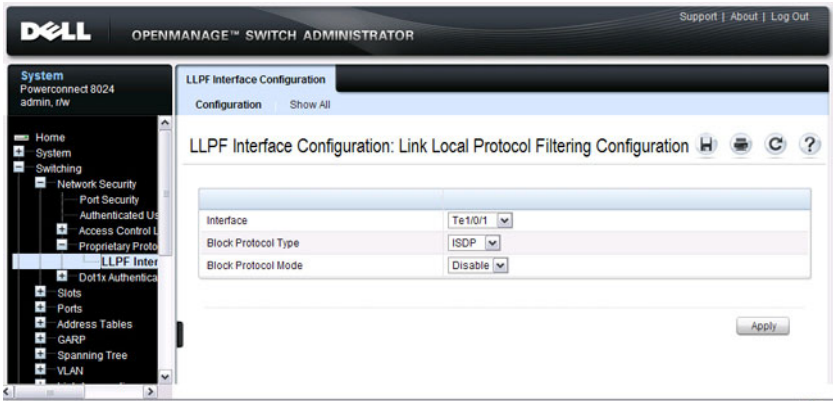 Support | About | Log Out
DELL
OPENMANAGE™ SWITCH ADMINISTRATOR
System
Powerconnect 8024
admin, r/w
Home
System
Switching
Network Security
Port Security
Authenticated Us
Access Control L
Proprietary Proto
LLPF Inter
Dot1x Authentica
Slots
Ports
Address Tables
GARP
Spanning Tree
VLAN
LLPF Interface Configuration
Configuration Show All
LLPF Interface Configuration: Link Local Protocol Filtering Configuration
Interface Te1/0/1
Block Protocol Type ISDP
Block Protocol Mode Disable
Apply